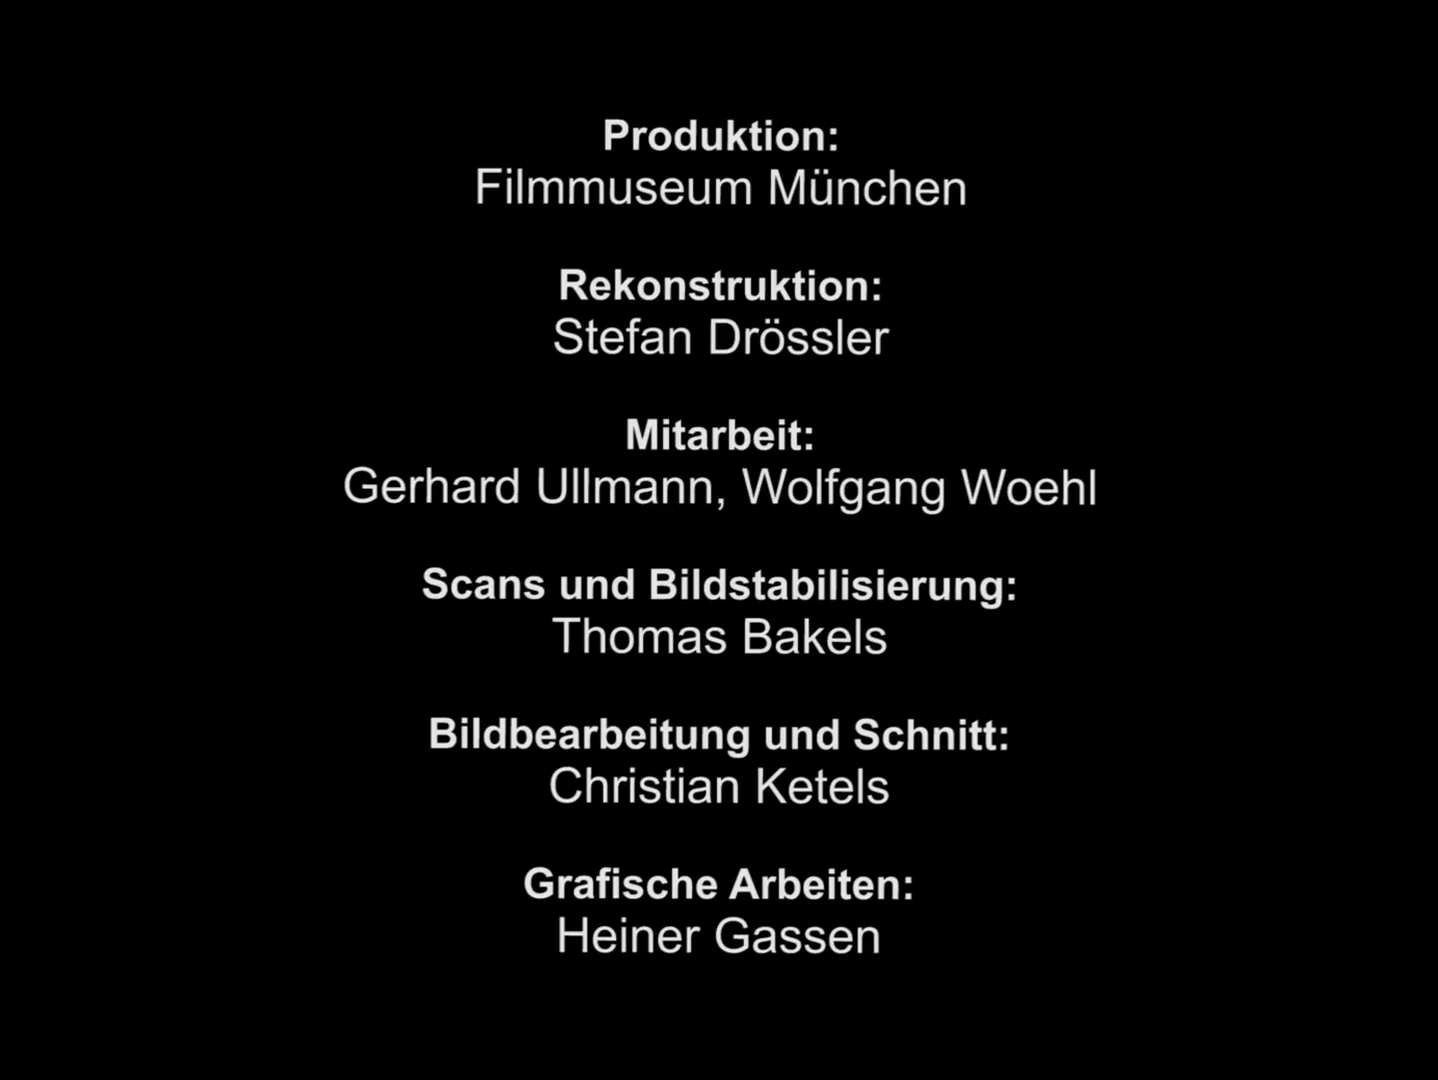 Produktion:
Filmmuseum München
Rekonstruktion:
Stefan Drössler
Mitarbeit:
Gerhard Ullmann, Wolfgang Woehl
Scans und Bildstabilisierung:
Thomas Bakels
Bildbearbeitung und Schnitt:
Christian Ketels
Grafische Arbeiten:
Heiner Gassen